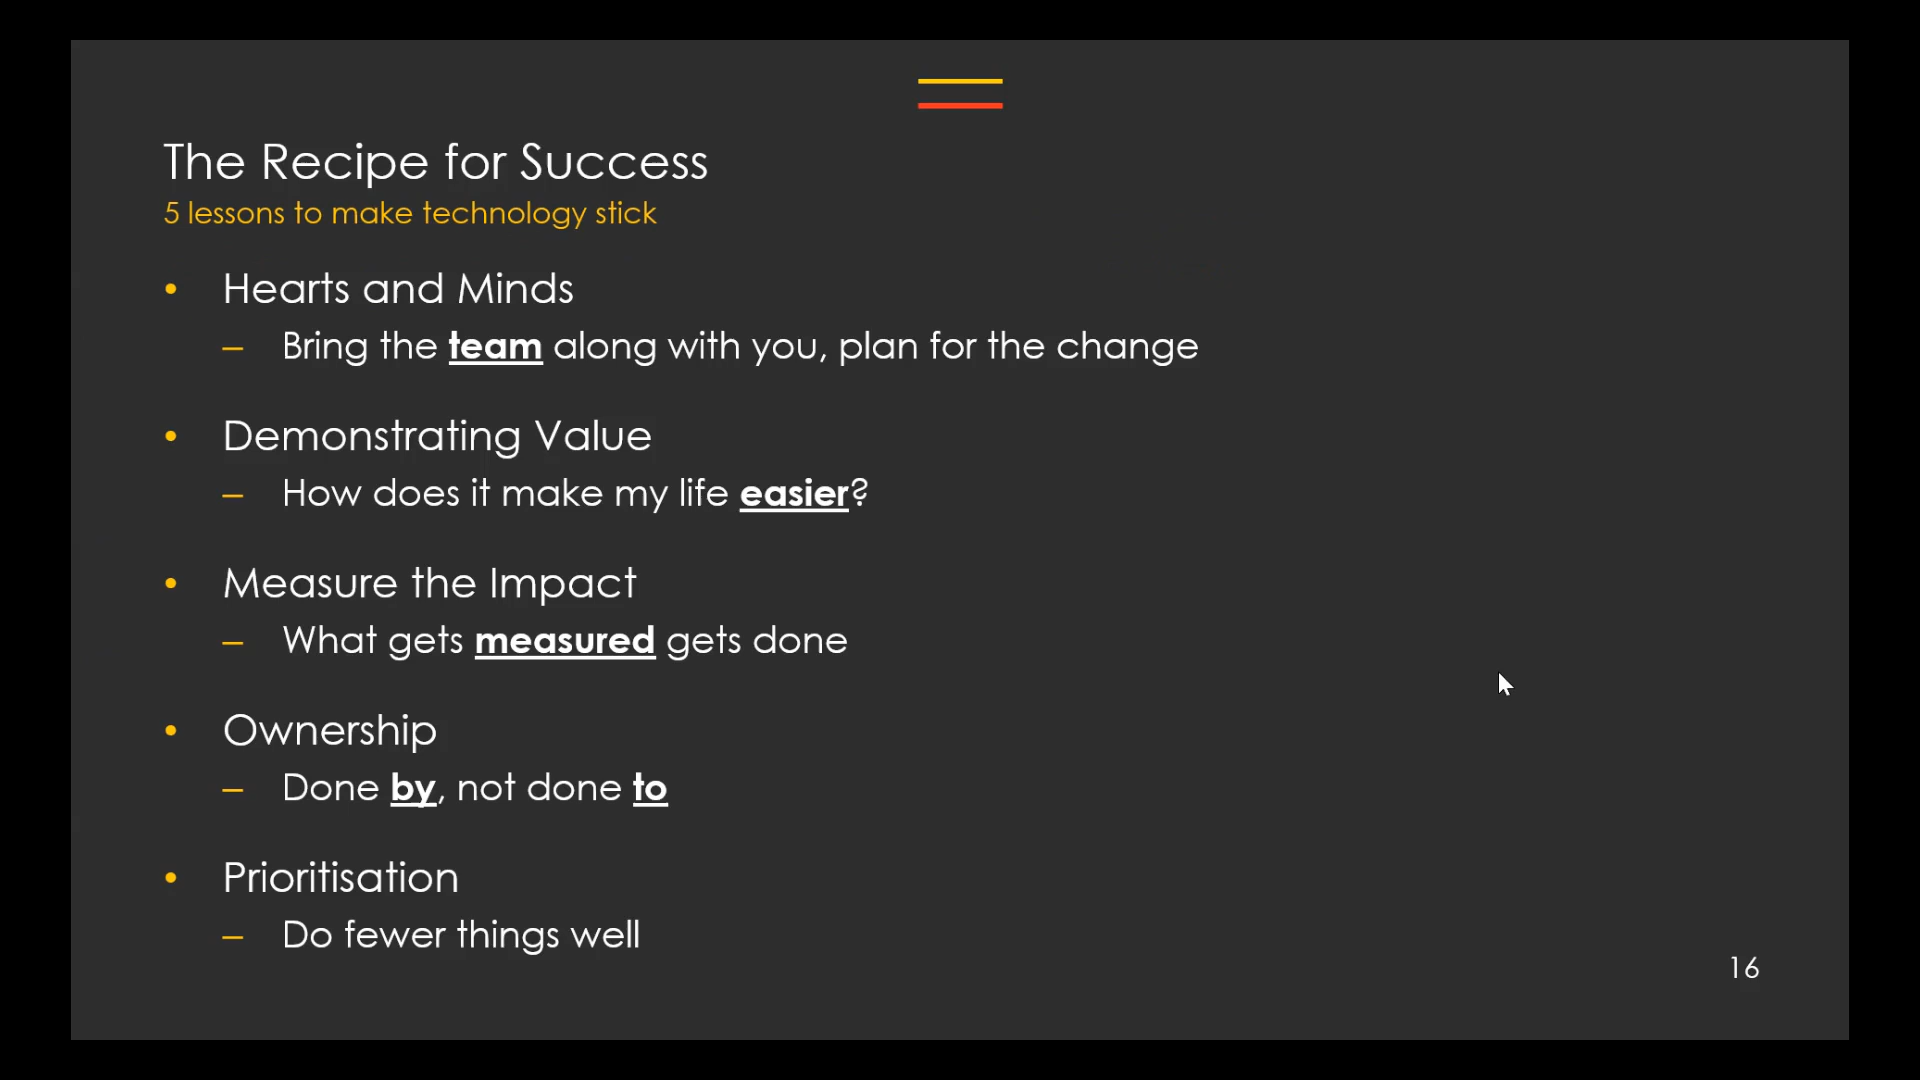 The Recipe for Success
5 lessons to make technology stick
• Hearts and Minds
– Bring the team along with you, plan for the change
• Demonstrating Value
– How does it make my life easier?
• Measure the Impact
– What gets measured gets done
• Ownership
– Done by, not done to
• Prioritisation
– Do fewer things well
16